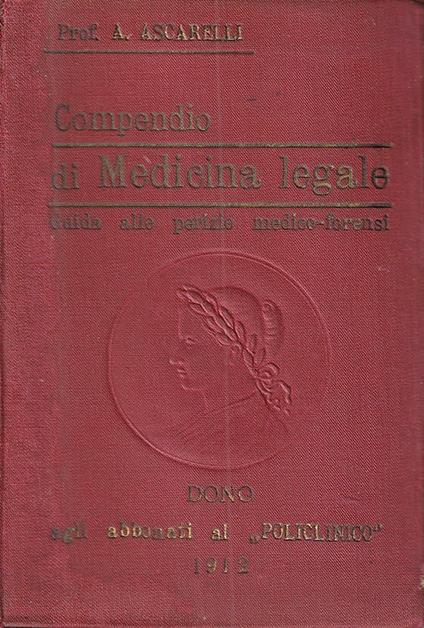 Prof. A. ASCARELLI
Compendio
di Medicina legale
Guida alle perizie medico-forensi
DONO
agli abbonati al „POLICLINICO"
1912